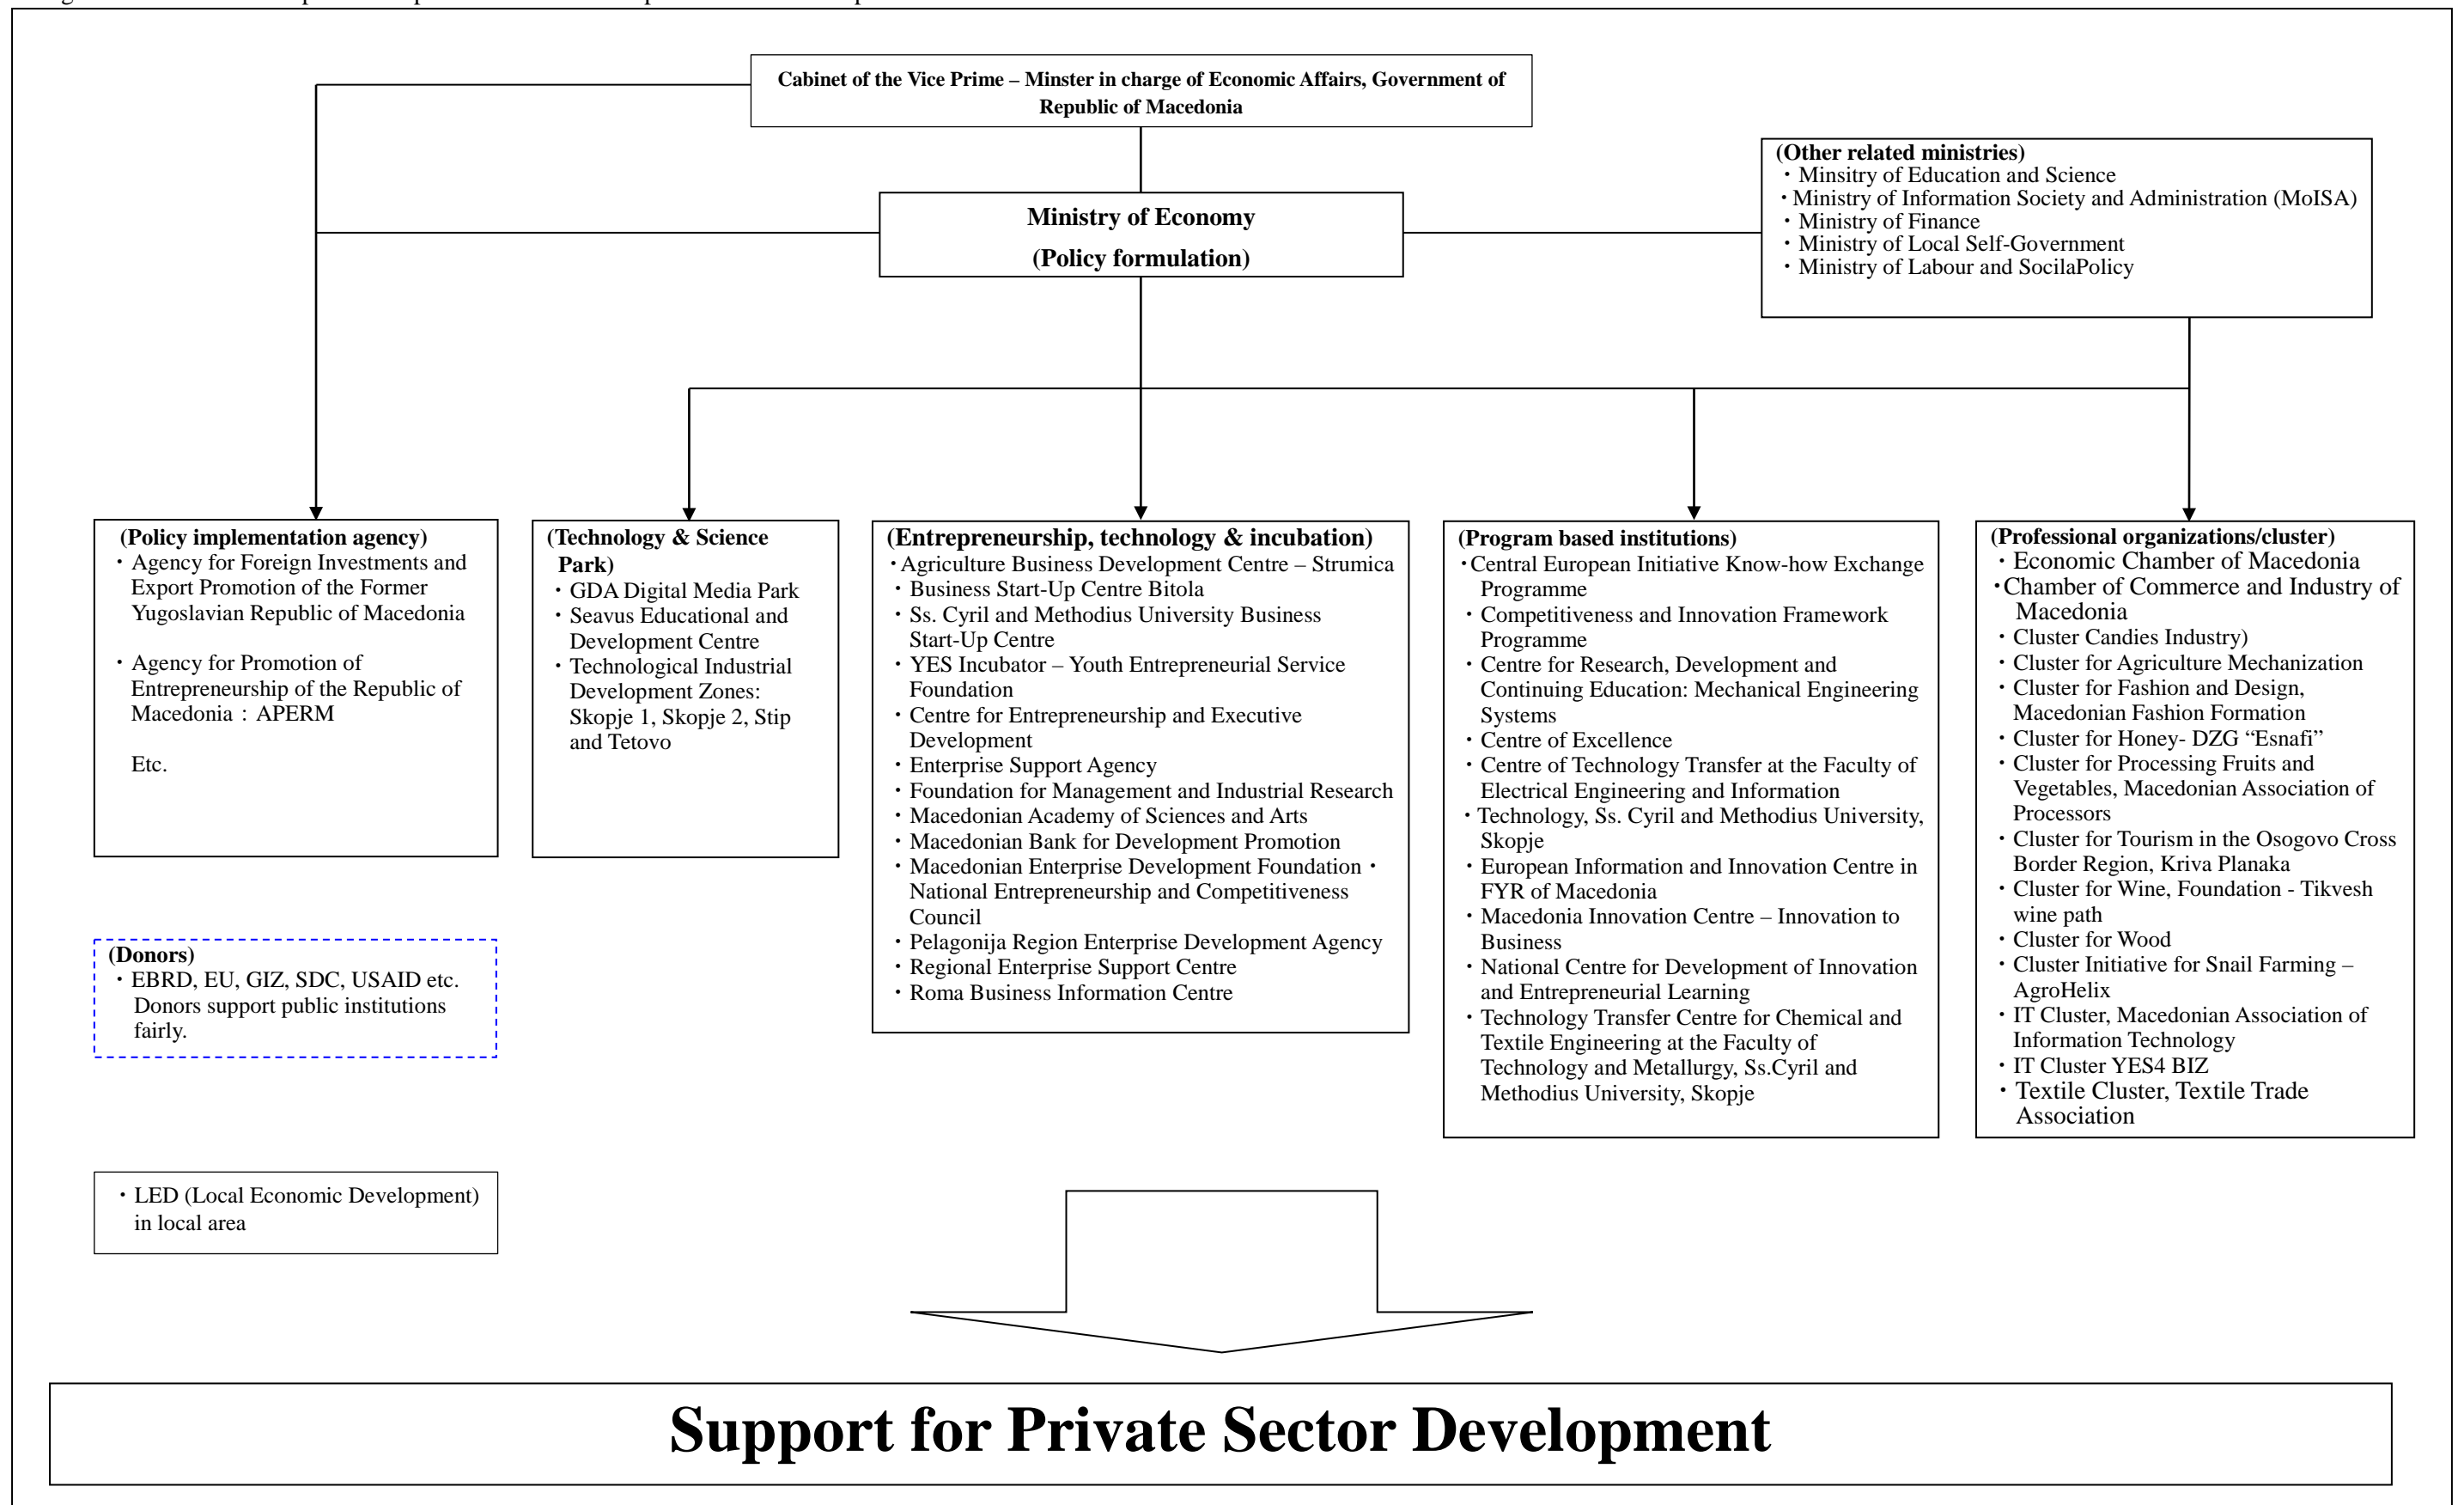 Cabinet of the Vice Prime – Minster in charge of Economic Affairs, Government of
Republic of Macedonia
(Other related ministries)
・Minsitry of Education and Science
・Ministry of Information Society and Administration (MoISA)
・Ministry of Finance
・Ministry of Local Self-Government
・Ministry of Labour and SocilaPolicy
Ministry of Economy
(Policy formulation)
(Policy implementation agency)
・Agency for Foreign Investments and
Export Promotion of the Former
Yugoslavian Republic of Macedonia
・Agency for Promotion of
Entrepreneurship of the Republic of
Macedonia：APERM
Etc.
(Technology & Science
Park)
・GDA Digital Media Park
・Seavus Educational and
Development Centre
・Technological Industrial
Development Zones:
Skopje 1, Skopje 2, Stip
and Tetovo
(Entrepreneurship, technology & incubation)
・Agriculture Business Development Centre – Strumica
・Business Start-Up Centre Bitola
・Ss. Cyril and Methodius University Business
Start-Up Centre
・YES Incubator – Youth Entrepreneurial Service
Foundation
・Centre for Entrepreneurship and Executive
Development
・Enterprise Support Agency
・Foundation for Management and Industrial Research
・Macedonian Academy of Sciences and Arts
・Macedonian Bank for Development Promotion
・Macedonian Enterprise Development Foundation・
National Entrepreneurship and Competitiveness
Council
・Pelagonija Region Enterprise Development Agency
・Regional Enterprise Support Centre
・Roma Business Information Centre
(Program based institutions)
・Central European Initiative Know-how Exchange
Programme
・Competitiveness and Innovation Framework
Programme
・Centre for Research, Development and
Continuing Education: Mechanical Engineering
Systems
・Centre of Excellence
・Centre of Technology Transfer at the Faculty of
Electrical Engineering and Information
・Technology, Ss. Cyril and Methodius University,
Skopje
・European Information and Innovation Centre in
FYR of Macedonia
・Macedonia Innovation Centre – Innovation to
Business
・National Centre for Development of Innovation
and Entrepreneurial Learning
・Technology Transfer Centre for Chemical and
Textile Engineering at the Faculty of
Technology and Metallurgy, Ss.Cyril and
Methodius University, Skopje
(Professional organizations/cluster)
・Economic Chamber of Macedonia
・Chamber of Commerce and Industry of
Macedonia
・Cluster Candies Industry)
・Cluster for Agriculture Mechanization
・Cluster for Fashion and Design,
Macedonian Fashion Formation
・Cluster for Honey- DZG “Esnafi”
・Cluster for Processing Fruits and
Vegetables, Macedonian Association of
Processors
・Cluster for Tourism in the Osogovo Cross
Border Region, Kriva Planaka
・Cluster for Wine, Foundation - Tikvesh
wine path
・Cluster for Wood
・Cluster Initiative for Snail Farming –
AgroHelix
・IT Cluster, Macedonian Association of
Information Technology
・IT Cluster YES4 BIZ
・Textile Cluster, Textile Trade
Association
(Donors)
・EBRD, EU, GIZ, SDC, USAID etc.
Donors support public institutions
fairly.
・LED (Local Economic Development)
in local area
Support for Private Sector Development